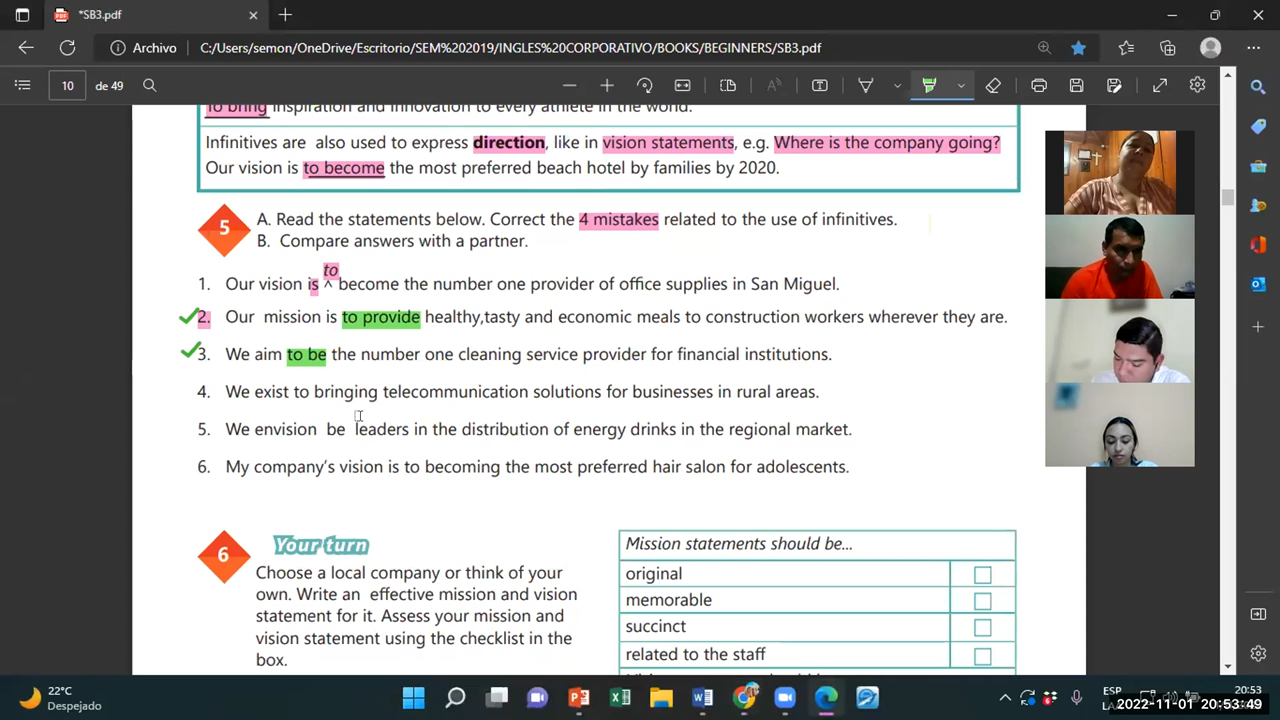 *SB3.pdf
Archivo
C:/Users/semon/OneDrive/Escritorio/SEM%202019/INGLES%20CORPORATIVO/BOOKS/BEGINNERS/SB3.pdf
10 de 49
To bring inspiration and innovation to every athlete in the world.
Infinitives are also used to express direction, like in vision statements, e.g. Where is the company going?
Our vision is to become the most preferred beach hotel by families by 2020.
5
A. Read the statements below. Correct the 4 mistakes related to the use of infinitives.
B. Compare answers with a partner.
to
1. Our vision is ^ become the number one provider of office supplies in San Miguel.
2. Our mission is to provide healthy,tasty and economic meals to construction workers wherever they are.
3. We aim to be the number one cleaning service provider for financial institutions.
4. We exist to bringing telecommunication solutions for businesses in rural areas.
5. We envision be leaders in the distribution of energy drinks in the regional market.
6. My company's vision is to becoming the most preferred hair salon for adolescents.
6
Your turn
Choose a local company or think of your
own. Write an effective mission and vision
statement for it. Assess your mission and
vision statement using the checklist in the
box.
Mission statements should be...
original
memorable
succinct
related to the staff
22°C
Despejado
ESP
20:53
2022-11-01 20:53:49